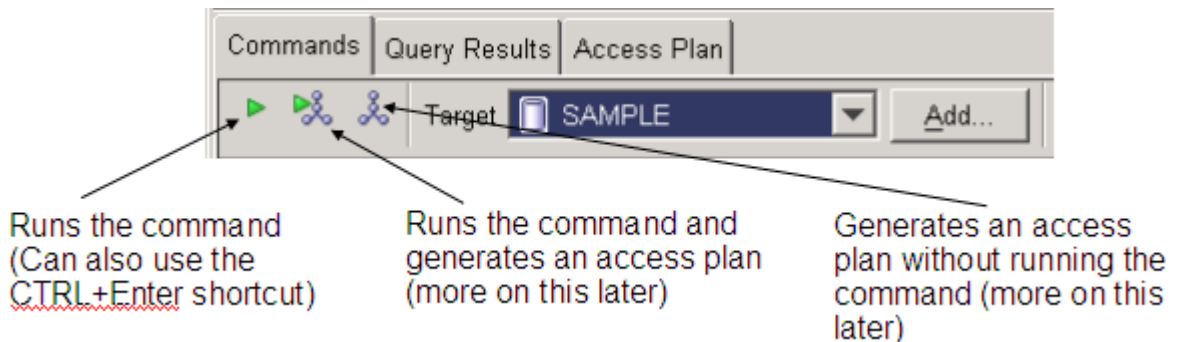 Commands Query Results Access Plan
Target SAMPLE Add...
Runs the command
(Can also use the
CTRL+Enter shortcut)
Runs the command and
generates an access plan
(more on this later)
Generates an access
plan without running the
command (more on this
later)